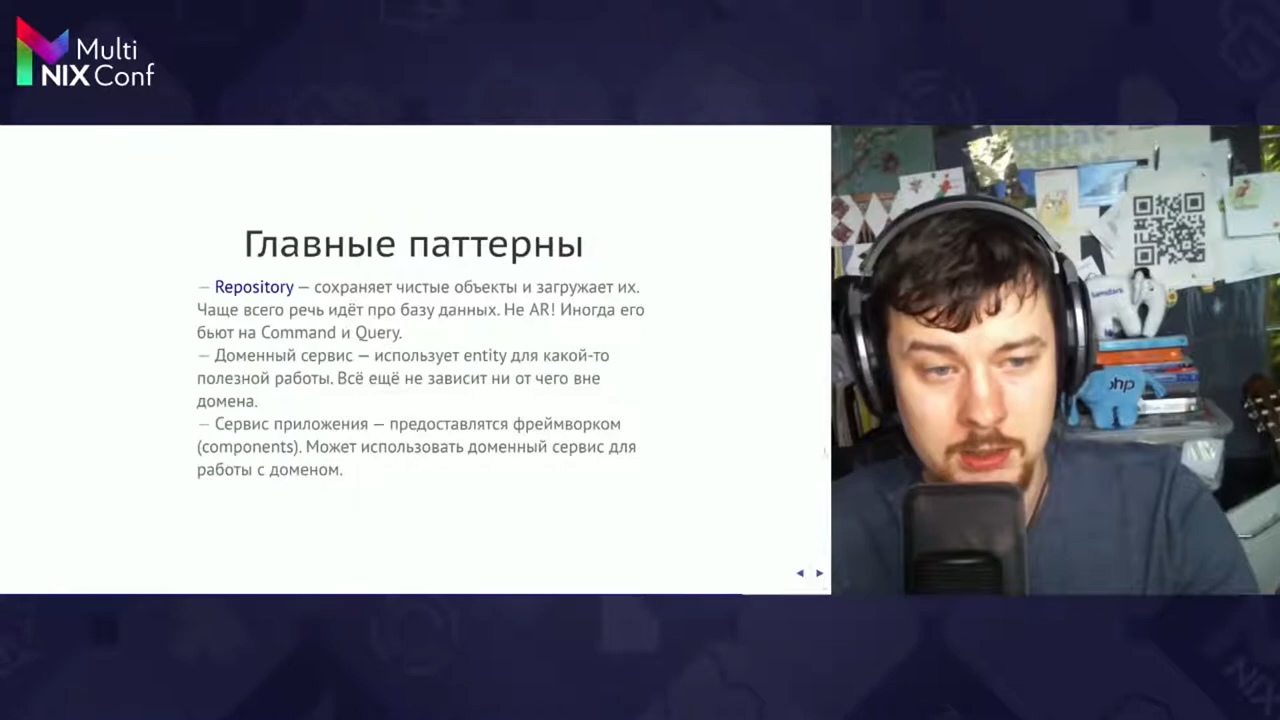 Multi
NIX Conf
Главные паттерны
— Repository — сохраняет чистые объекты и загружает их.
Чаще всего речь идёт про базу данных. Не AR! Иногда его
бьют на Command и Query.
— Доменный сервис — использует entity для какой-то
полезной работы. Всё ещё не зависит ни от чего вне
домена.
— Сервис приложения — предоставлятся фреймворком
(components). Может использовать доменный сервис для
работы с доменом.
php